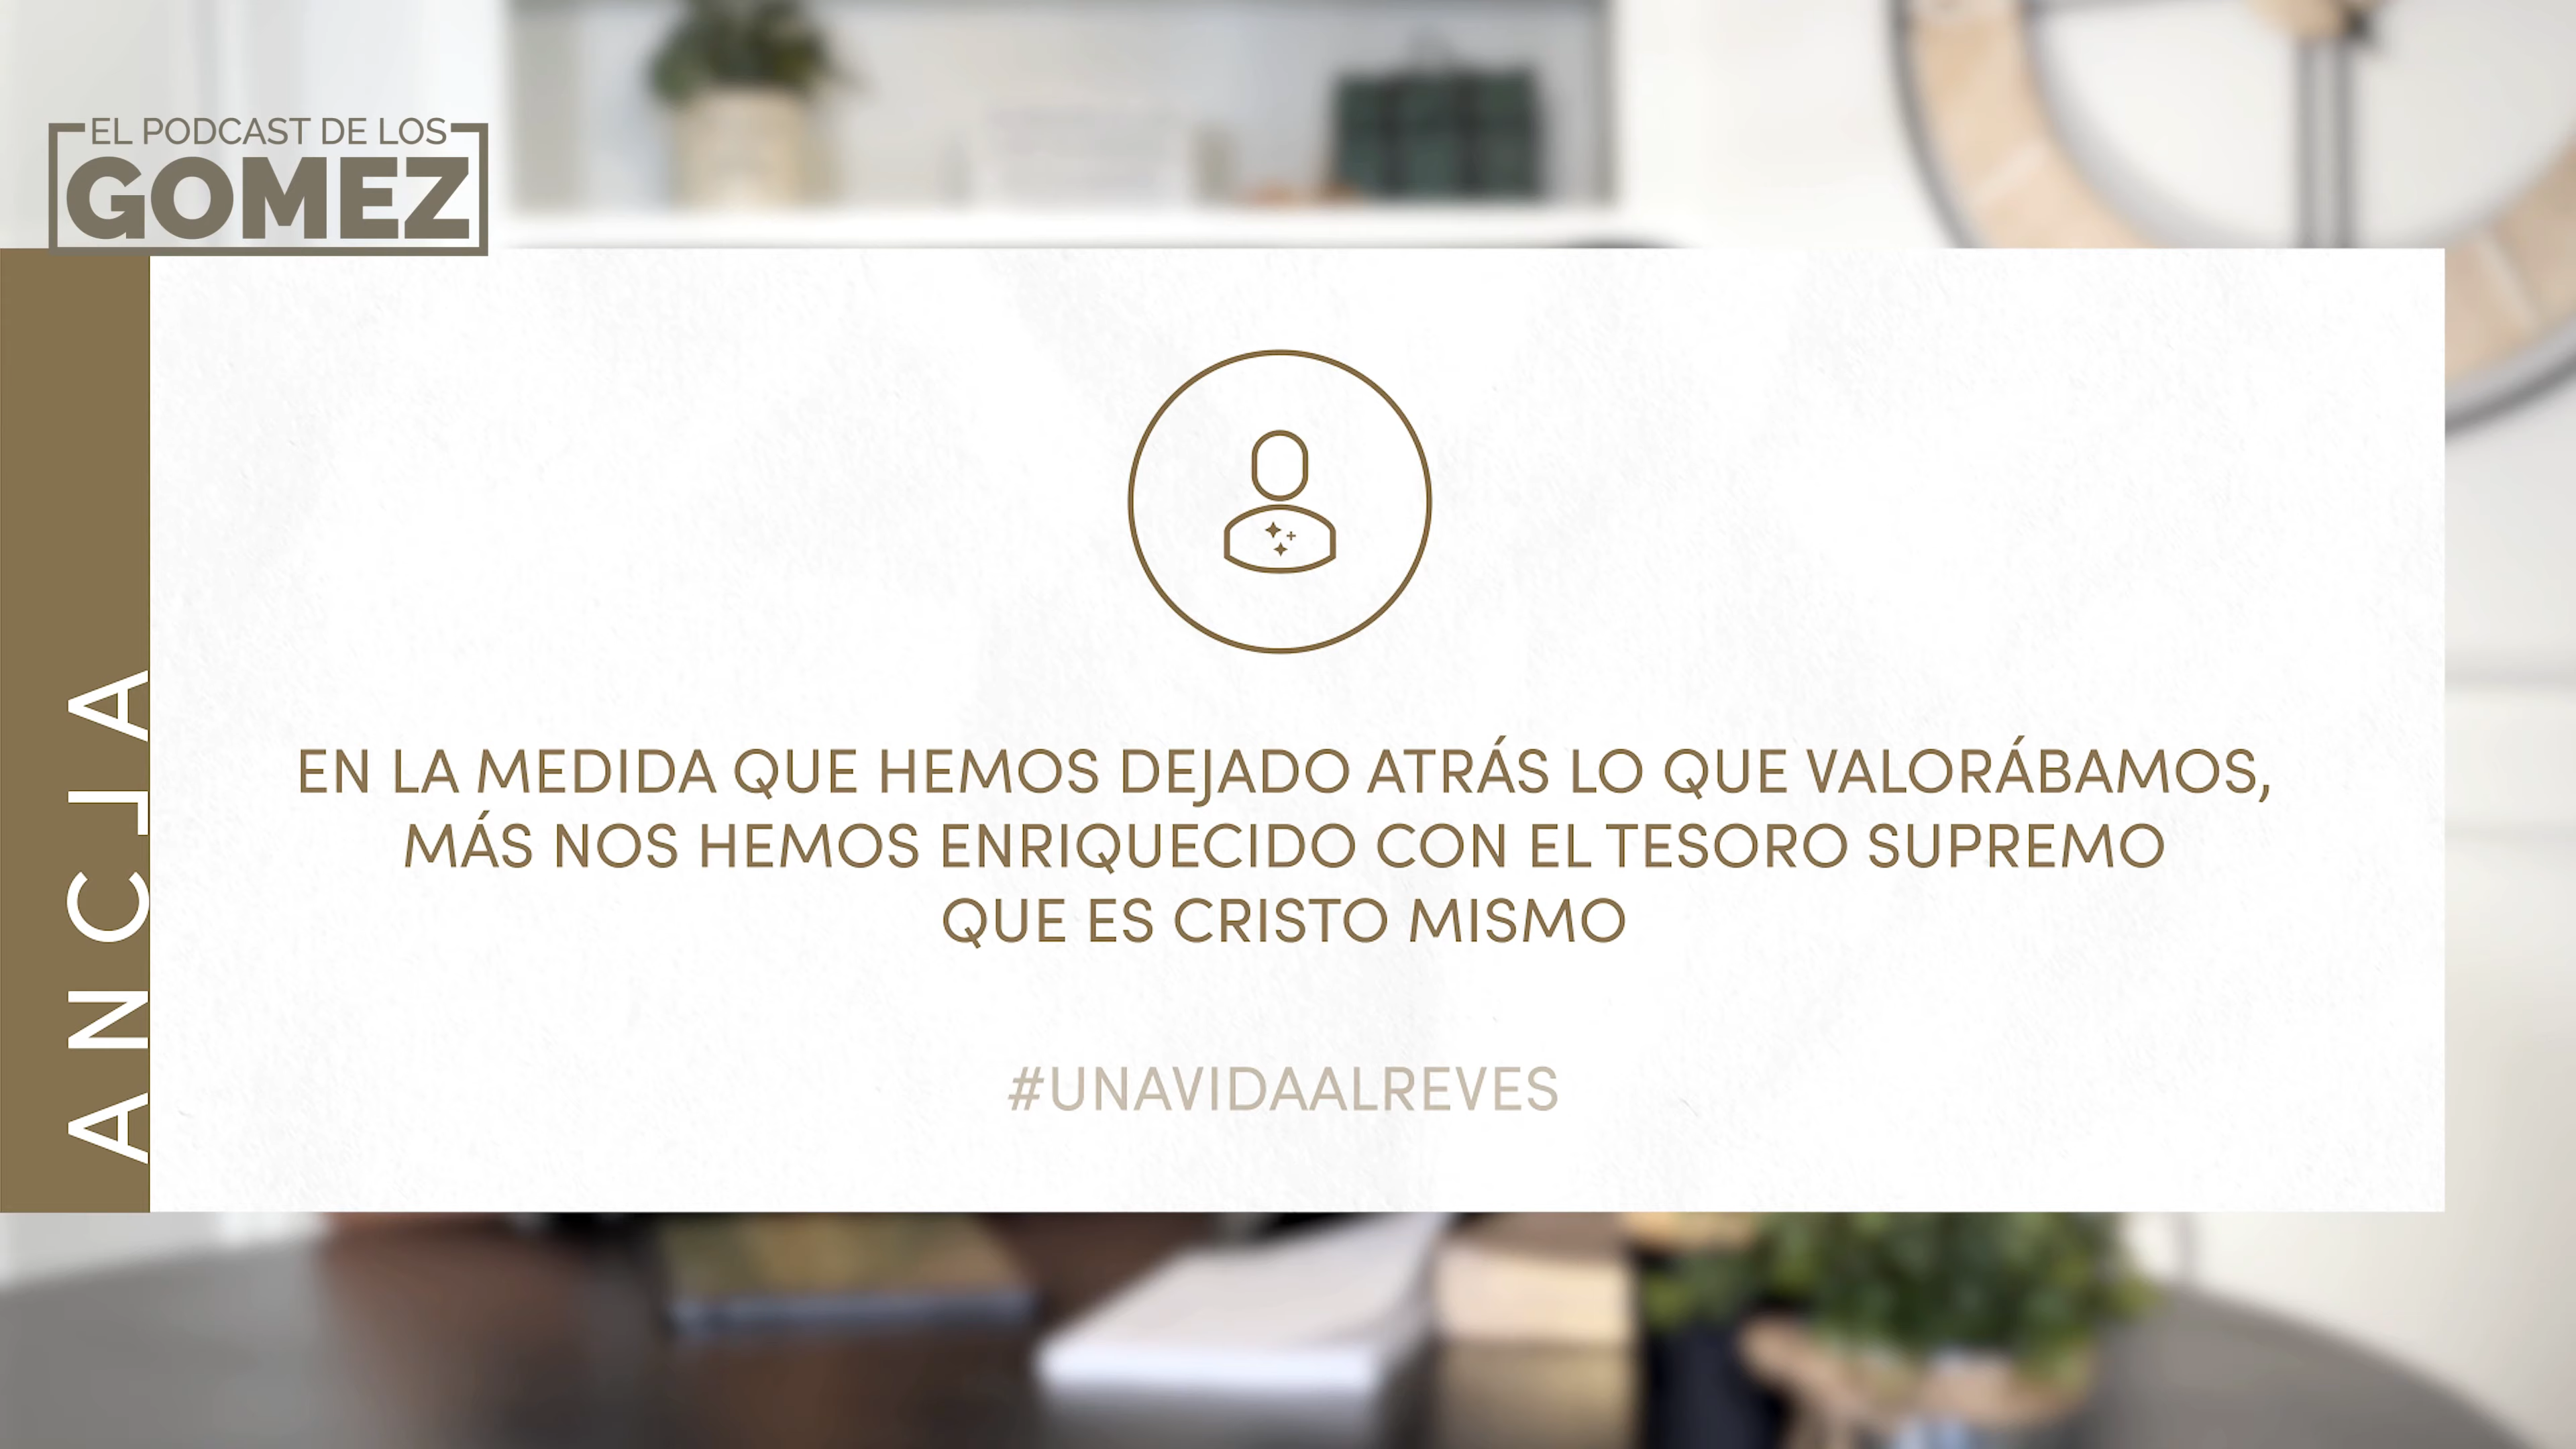 EL PODCAST DE LOS
GOMEZ
EN LA MEDIDA QUE HEMOS DEJADO ATRÁS LO QUE VALORÁBAMOS,
MÁS NOS HEMOS ENRIQUECIDO CON EL TESORO SUPREMO
QUE ES CRISTO MISMO
#UNAVIDAALREVES